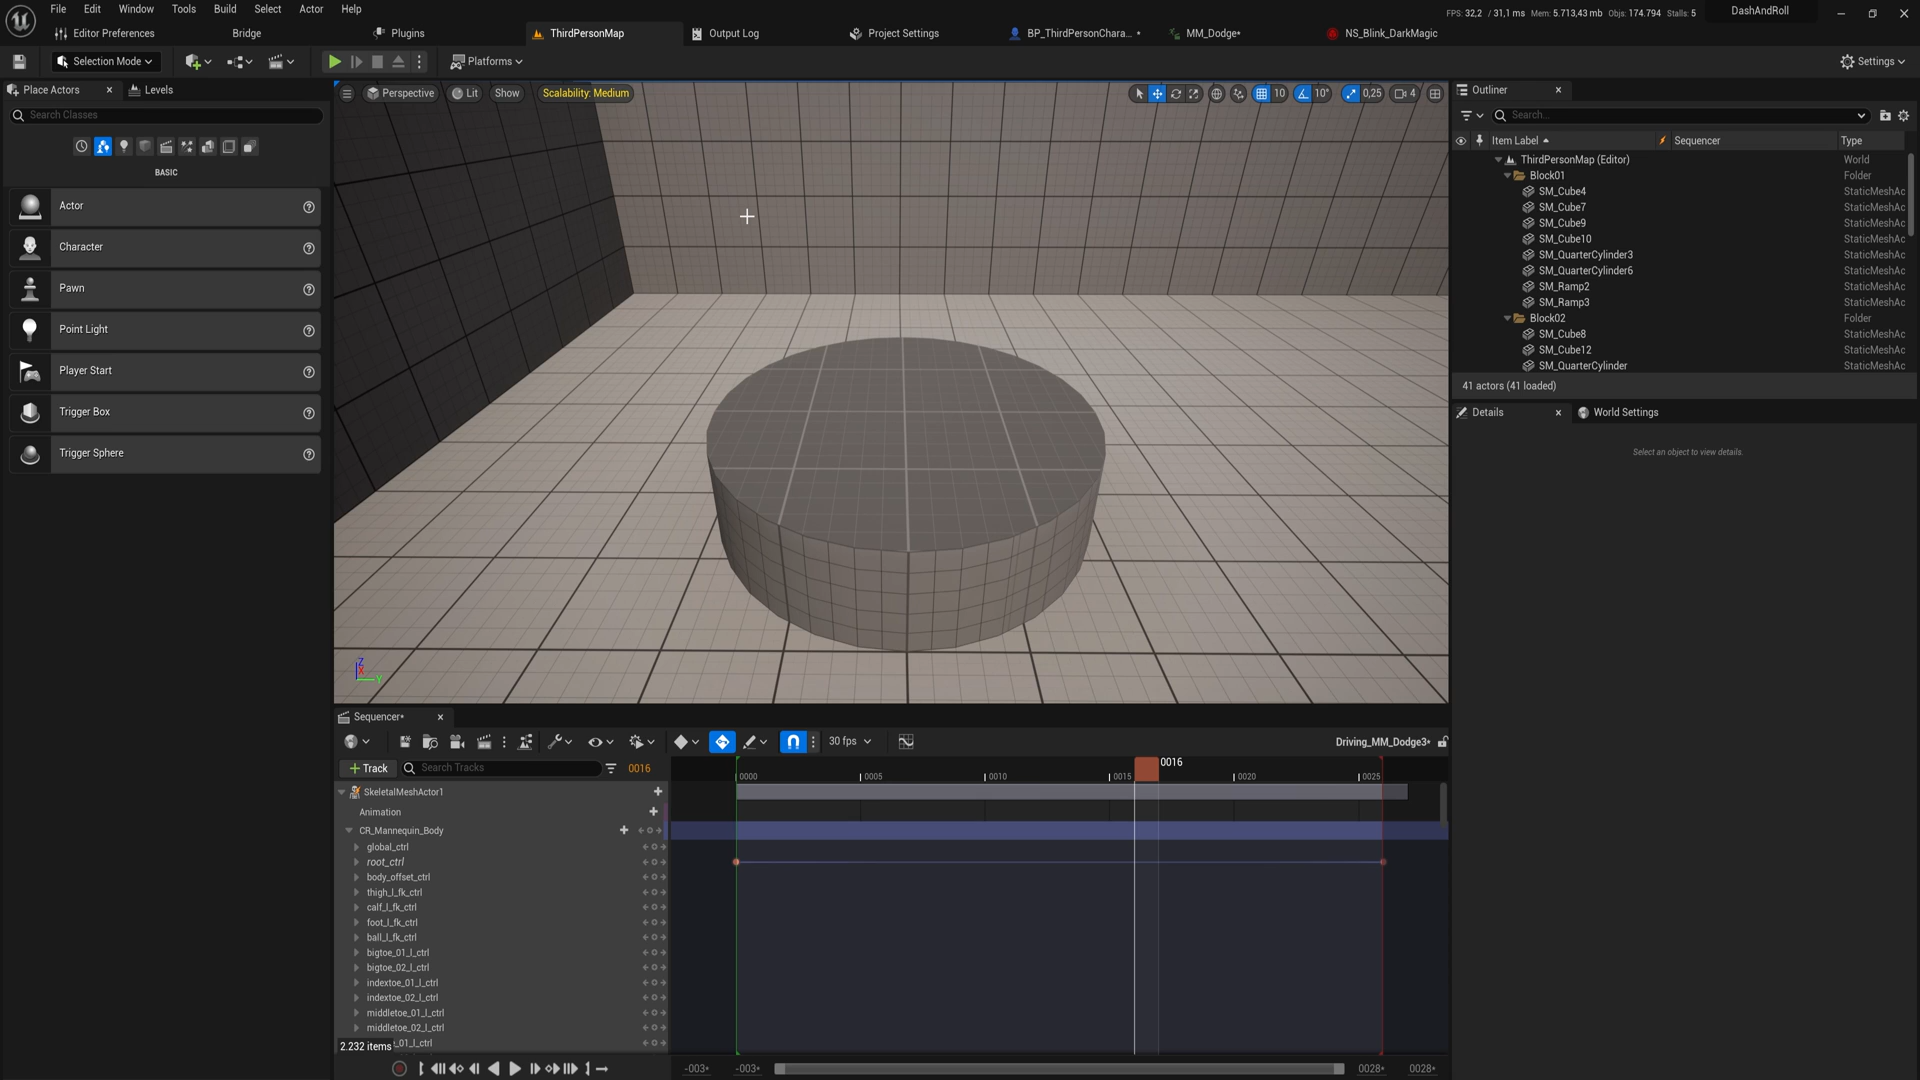 File Edit Window Tools Build Select Actor Help
FPS: 32,2 / 31,1 ms Mem: 5.713,43 mb Objs: 174.794 Stalls: 5
DashAndRoll
Editor Preferences
Bridge
Plugins
ThirdPersonMap
Output Log
Project Settings
BP_ThirdPersonChara... *
MM_Dodge*
NS_Blink_DarkMagic
Selection Mode
Platforms
Settings
Place Actors
Levels
Search Classes
BASIC
Actor
Character
Pawn
Point Light
Player Start
Trigger Box
Trigger Sphere
Perspective
Lit
Show
Scalability: Medium
10
10°
0,25
4
Z
Y
Outliner
Search...
Item Label
Sequencer
Type
ThirdPersonMap (Editor) World
Block01 Folder
SM_Cube4 StaticMeshAc
SM_Cube7 StaticMeshAc
SM_Cube9 StaticMeshAc
SM_Cube10 StaticMeshAc
SM_QuarterCylinder3 StaticMeshAc
SM_QuarterCylinder6 StaticMeshAc
SM_Ramp2 StaticMeshAc
SM_Ramp3 StaticMeshAc
Block02 Folder
SM_Cube8 StaticMeshAc
SM_Cube12 StaticMeshAc
SM_QuarterCylinder StaticMeshAc
41 actors (41 loaded)
Details
World Settings
Select an object to view details.
Sequencer*
30 fps
Driving_MM_Dodge3*
+ Track
Search Tracks
0016
0016
0000 0005 0010 0015 0020 0025
SkeletalMeshActor1
Animation
CR_Mannequin_Body
global_ctrl
root_ctrl
body_offset_ctrl
thigh_l_fk_ctrl
calf_l_fk_ctrl
foot_l_fk_ctrl
ball_l_fk_ctrl
bigtoe_01_l_ctrl
bigtoe_02_l_ctrl
indextoe_01_l_ctrl
indextoe_02_l_ctrl
middletoe_01_l_ctrl
middletoe_02_l_ctrl
2.232 items
_01_l_ctrl
-003* -003* 0028* 0028*